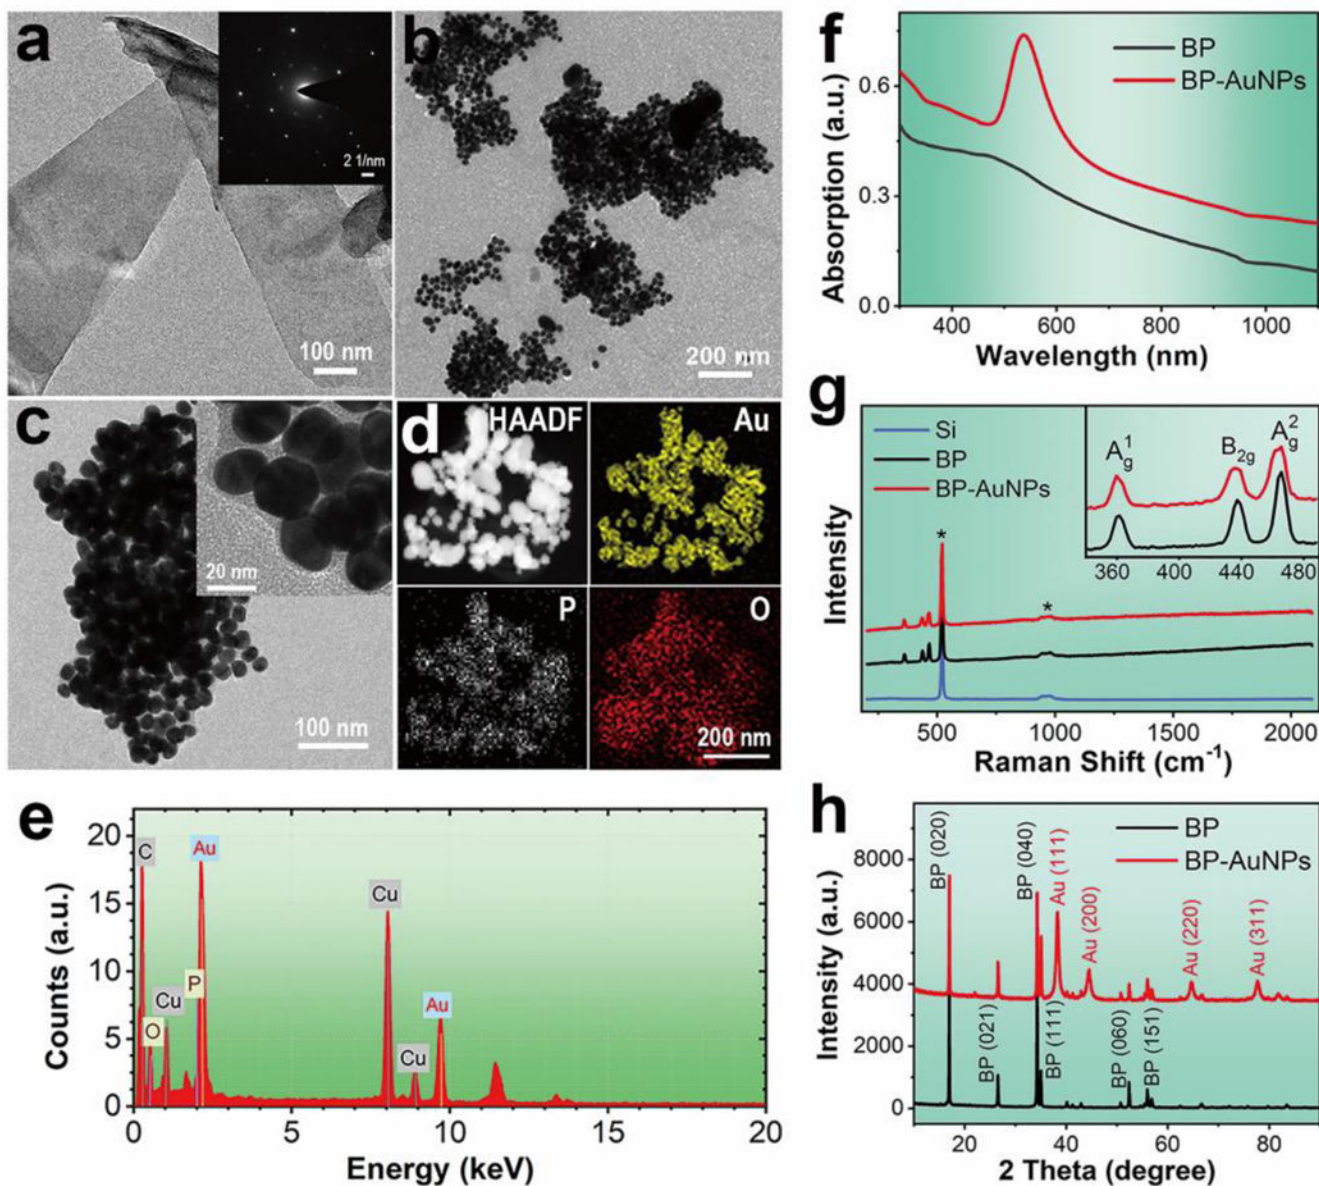 a
2 1/nm
100 nm
b
200 nm
c
20 nm
100 nm
d
HAADF
Au
P
O
200 nm
e
Counts (a.u.)
20
15
10
5
0
C
O
Cu
P
Au
Cu
Cu
Au
0
5
10
15
20
Energy (keV)
f
BP
BP-AuNPs
Absorption (a.u.)
0.6
0.3
0.0
400
600
800
1000
Wavelength (nm)
g
Si
BP
BP-AuNPs
Intensity
*
*
A¹g
B2g
A²g
360
400
440
480
500
1000
1500
2000
Raman Shift (cm⁻¹)
h
BP
BP-AuNPs
Intensity (a.u.)
8000
6000
4000
2000
0
BP (020)
BP (040)
Au (111)
Au (200)
Au (220)
Au (311)
BP (021)
BP (111)
BP (060)
BP (151)
20
40
60
80
2 Theta (degree)